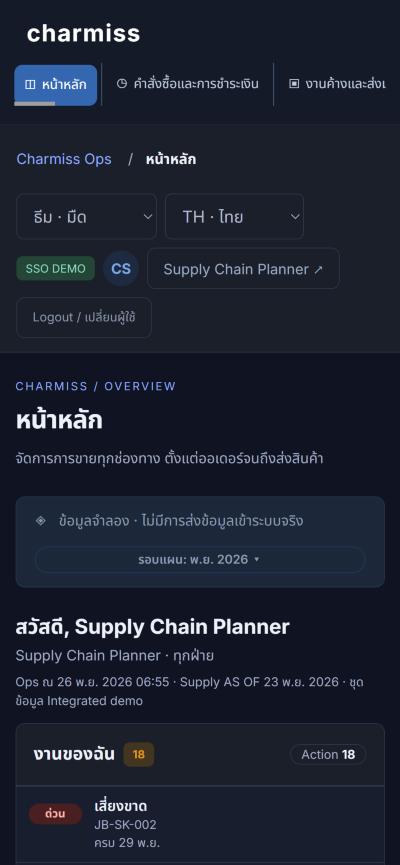 charmiss
หน้าหลัก
คำสั่งซื้อและการชำระเงิน
งานค้างและส่งเ
Charmiss Ops / หน้าหลัก
ธีม · มืด
TH · ไทย
SSO DEMO
CS
Supply Chain Planner ↗
Logout / เปลี่ยนผู้ใช้
CHARMISS / OVERVIEW
หน้าหลัก
จัดการการขายทุกช่องทาง ตั้งแต่ออเดอร์จนถึงส่งสินค้า
◈ ข้อมูลจำลอง · ไม่มีการส่งข้อมูลเข้าระบบจริง
รอบแผน: พ.ย. 2026 ▾
สวัสดี, Supply Chain Planner
Supply Chain Planner · ทุกฝ่าย
Ops ณ 26 พ.ย. 2026 06:55 · Supply AS OF 23 พ.ย. 2026 · ชุด
ข้อมูล Integrated demo
งานของฉัน 18
Action 18
ด่วน
เสี่ยงขาด
JB-SK-002
ครบ 29 พ.ย.